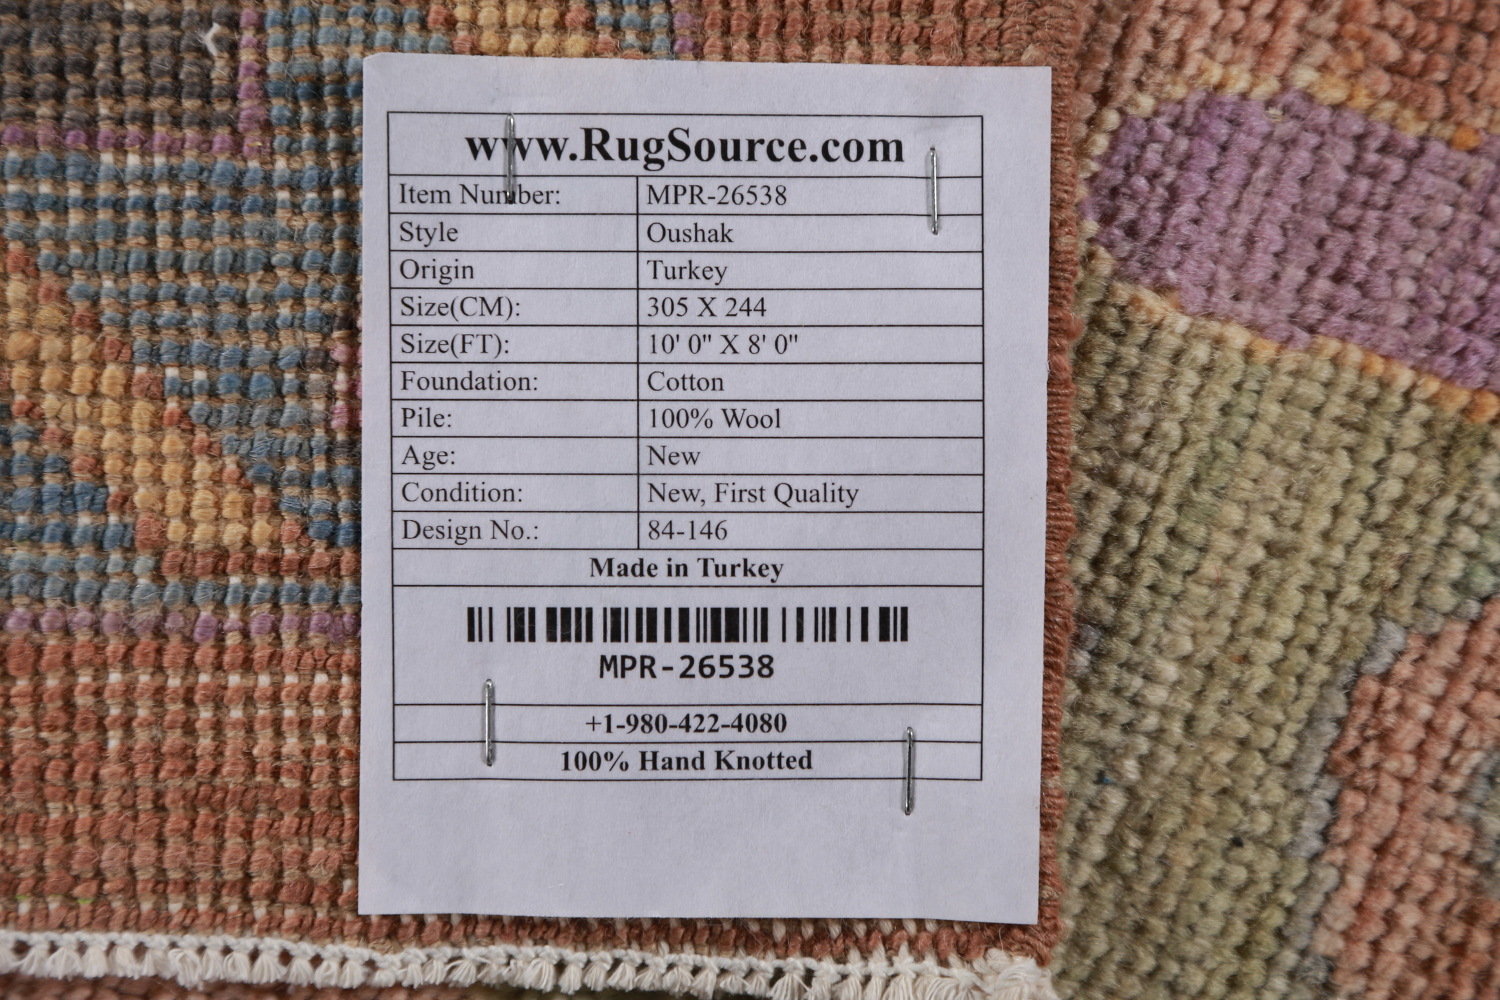 www.RugSource.com
Item Number: MPR-26538
Style Oushak
Origin Turkey
Size(CM): 305 X 244
Size(FT): 10' 0" X 8' 0"
Foundation: Cotton
Pile: 100% Wool
Age: New
Condition: New, First Quality
Design No.: 84-146
Made in Turkey
MPR-26538
+1-980-422-4080
100% Hand Knotted